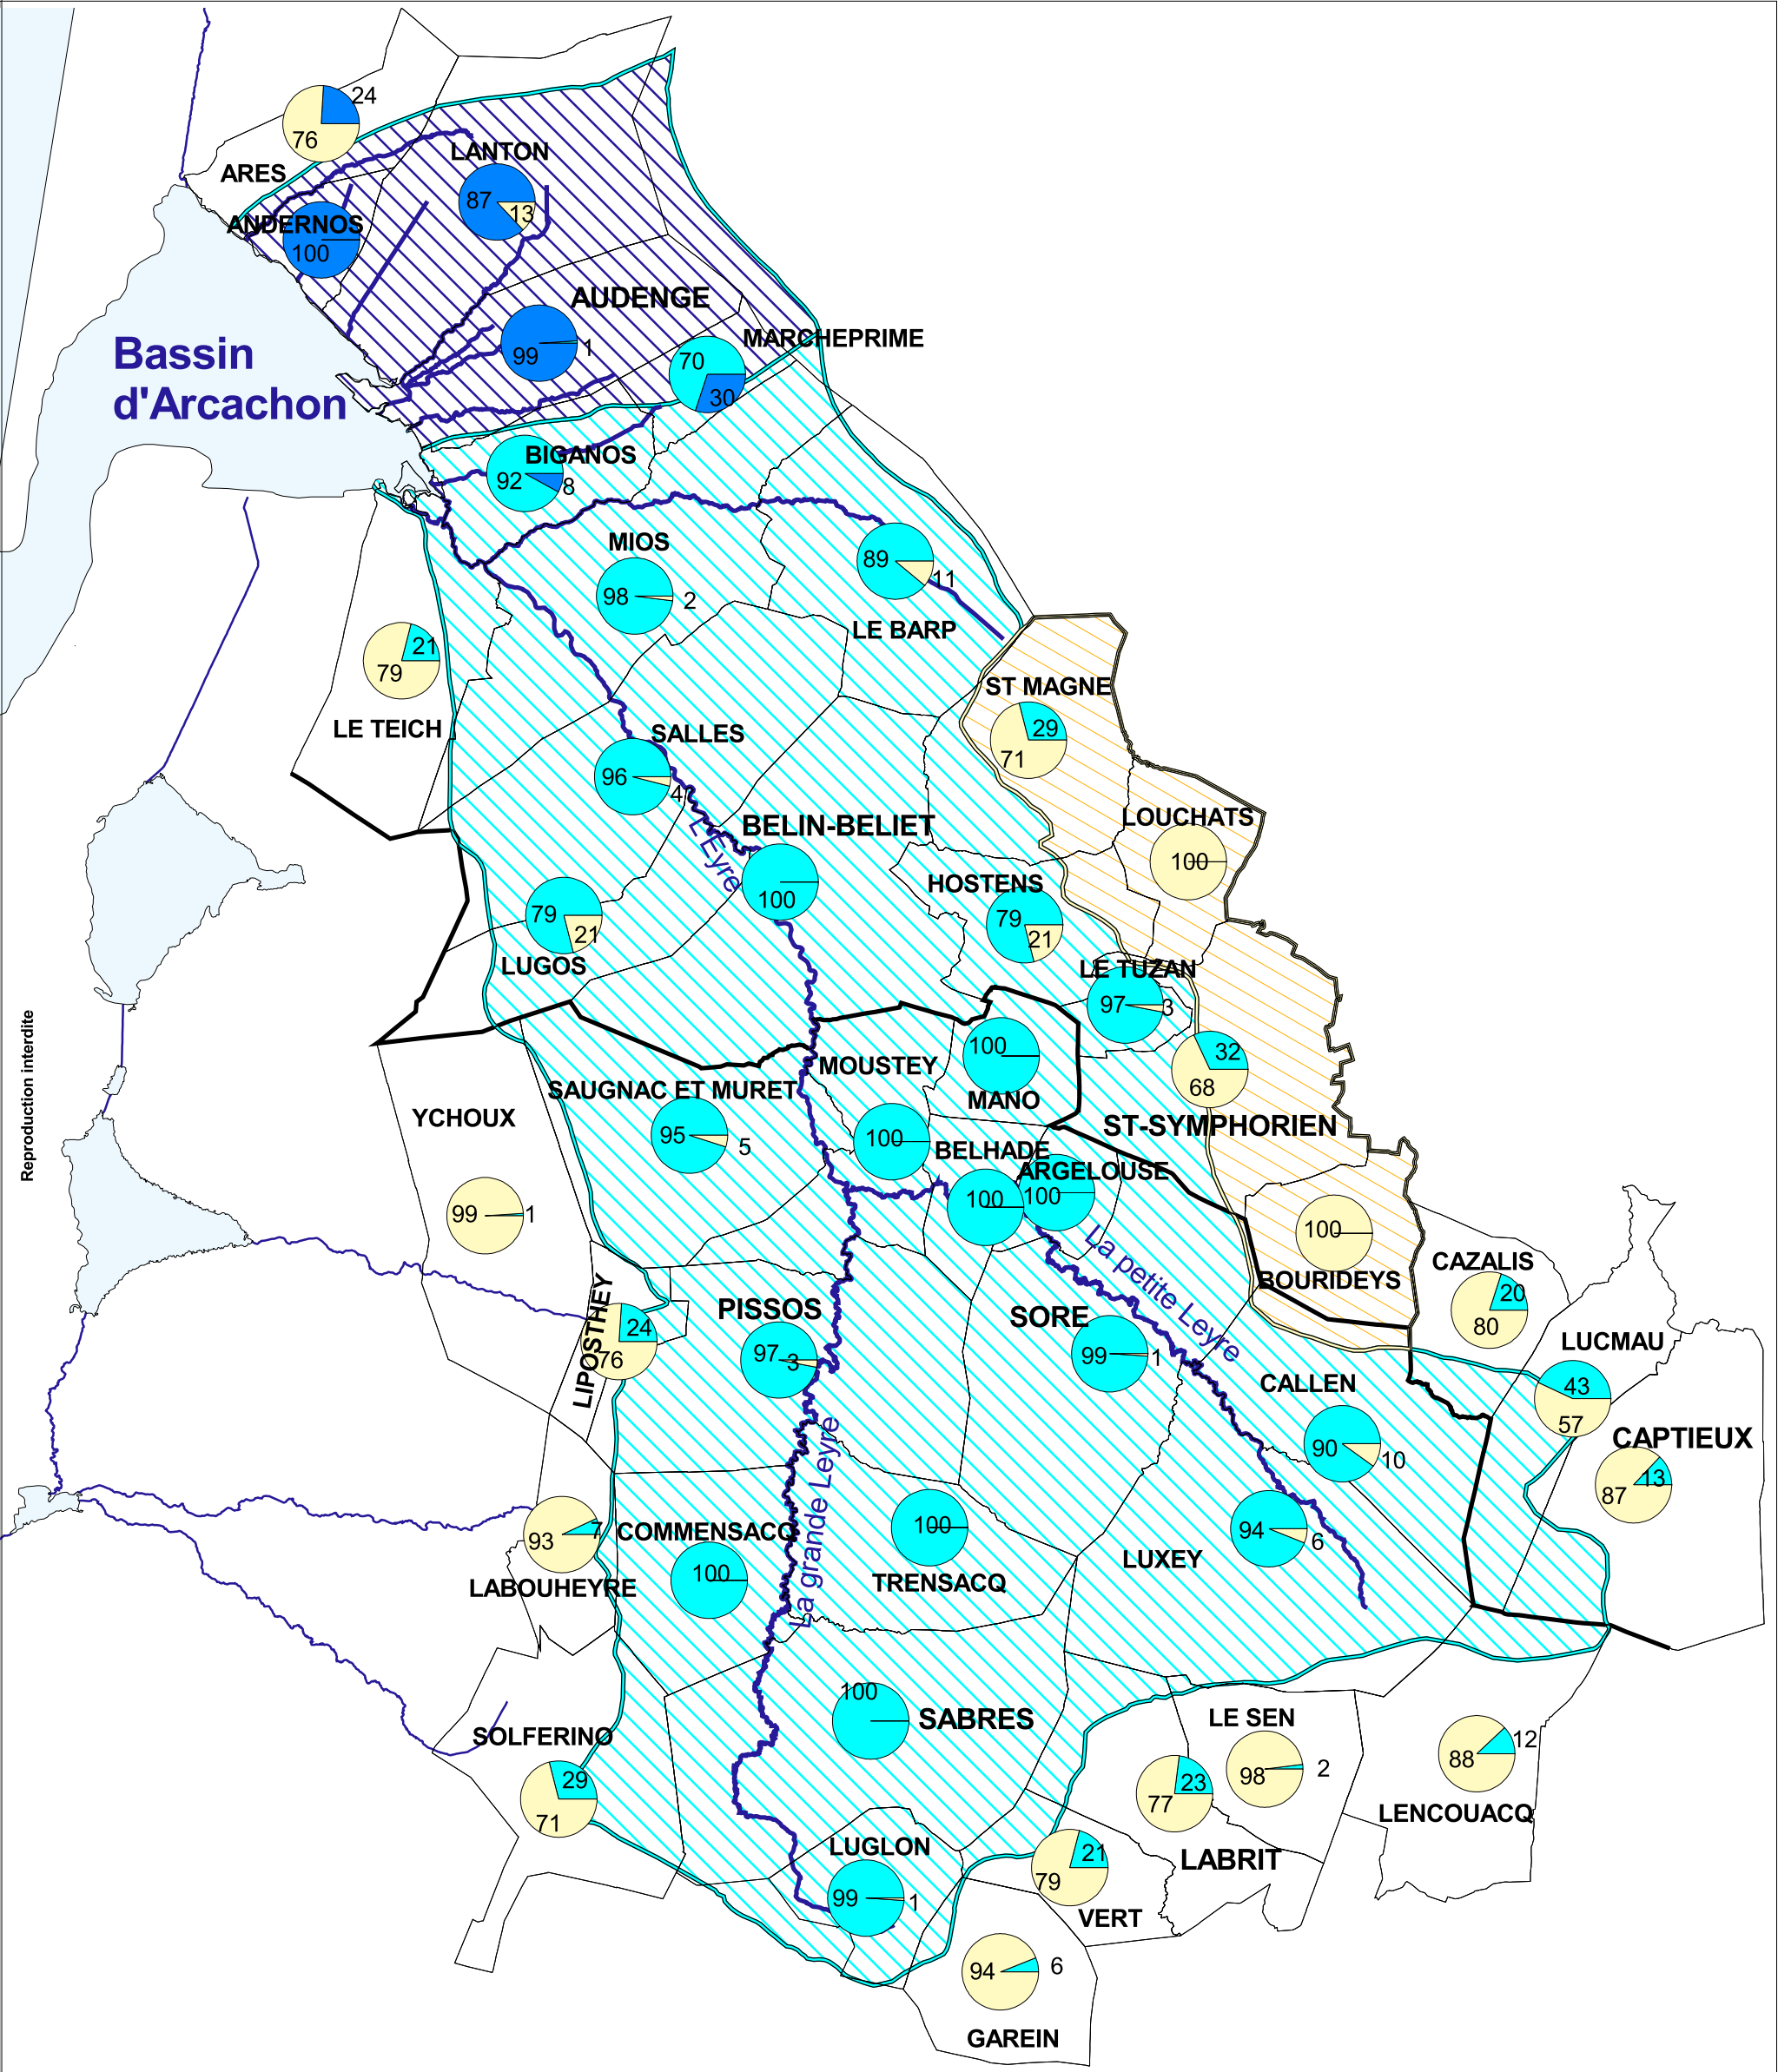 24
76
ARES
LANTON
87
13
ANDERNOS
100
AUDENGE
99
1
MARCHEPRIME
70
30
Bassin
d'Arcachon
BIGANOS
92
8
MIOS
98
2
89
11
LE BARP
21
79
LE TEICH
ST MAGNE
29
71
SALLES
96
4
L'Eyre
BELIN-BELIET
100
LOUCHATS
100
HOSTENS
79
21
79
21
LUGOS
LE TUZAN
97
3
Reproduction interdite
MOUSTEY
100
100
MANO
32
68
ST-SYMPHORIEN
SAUGNAC ET MURET
95
5
YCHOUX
99
1
BELHADE
100
ARGELOUSE
100
La petite Leyre
100
BOURIDEYS
CAZALIS
20
80
LIPOSTHEY
24
76
PISSOS
97
3
SORE
99
1
LUCMAU
43
57
CALLEN
90
10
CAPTIEUX
13
87
La grande Leyre
7
93
LABOUHEYRE
COMMENSACQ
100
100
TRENSACQ
94
6
LUXEY
100
SABRES
SOLFERINO
29
71
LE SEN
98
2
23
77
LABRIT
12
88
LENCOUACQ
LUGLON
99
1
21
79
VERT
94
6
GAREIN